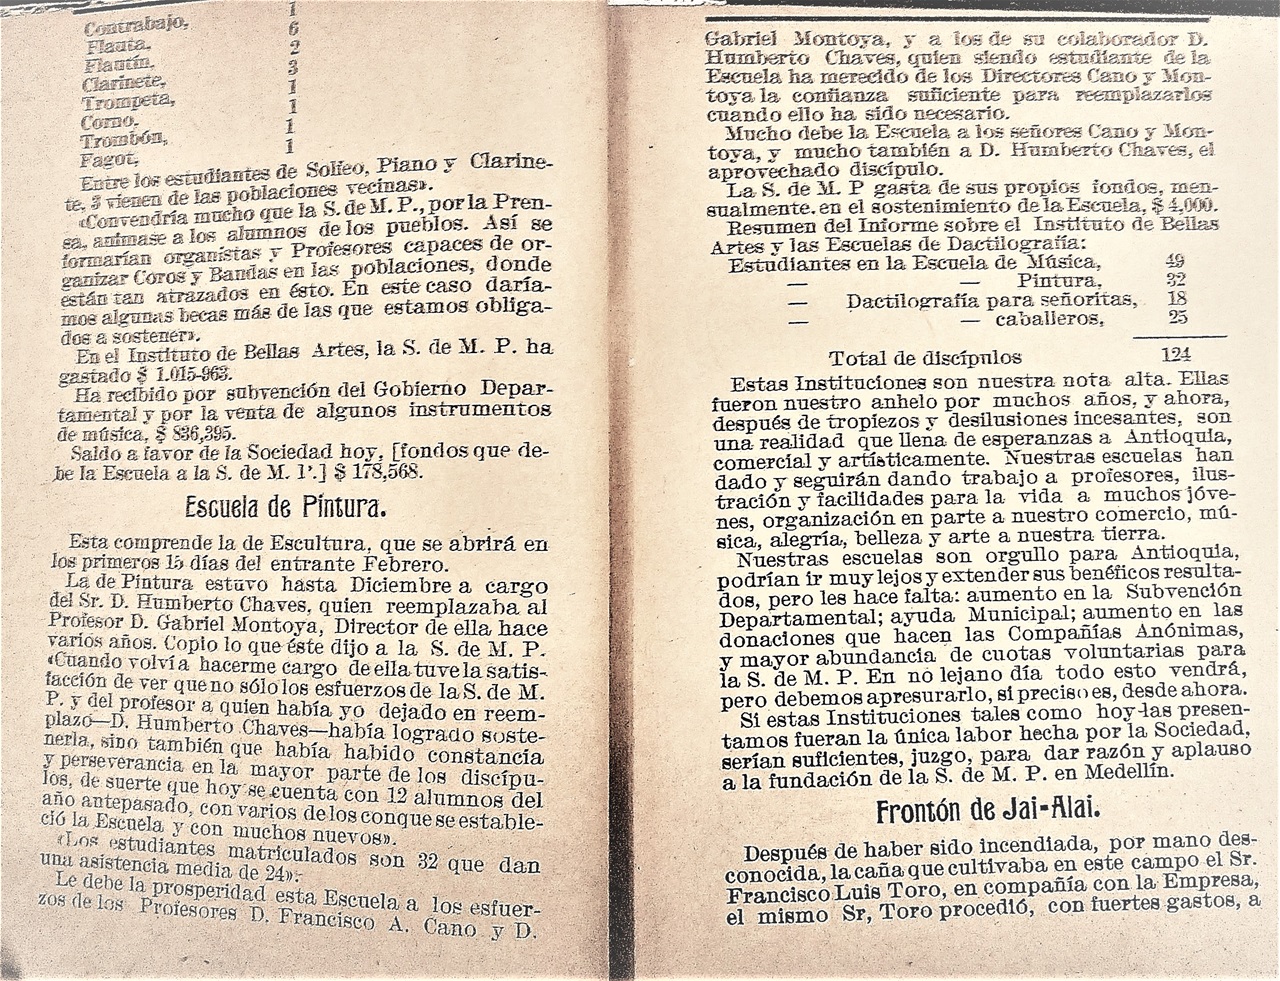 1
Contrabajo, 6
Flauta, 2
Flautín, 3
Clarinete, 1
Trompeta, 1
Corno, 1
Trombón, 1
Fagot,
Entre los estudiantes de Solfeo, Piano y Clarine-
te, 3 vienen de las poblaciones vecinas».
«Convendría mucho que la S. de M. P., por la Pren-
sa, animase a los alumnos de los pueblos. Así se
formarían organistas y Profesores capaces de or-
ganizar Coros y Bandas en las poblaciones, donde
están tan atrazados en ésto. En este caso daría-
mos algunas becas más de las que estamos obliga-
dos a sostener».
En el Instituto de Bellas Artes, la S. de M. P. ha
gastado $ 1.015-963.
Ha recibido por subvención del Gobierno Depar-
tamental y por la venta de algunos instrumentos
de música, $ 836,395.
Saldo a favor de la Sociedad hoy, [fondos que de-
be la Escuela a la S. de M. P.] $ 178,568.
Escuela de Pintura.
Esta comprende la de Escultura, que se abrirá en
los primeros 15 días del entrante Febrero.
La de Pintura estuvo hasta Diciembre a cargo
del Sr. D. Humberto Chaves, quien reemplazaba al
Profesor D. Gabriel Montoya, Director de ella hace
varios años. Copio lo que éste dijo a la S. de M. P.
«Cuando volví a hacerme cargo de ella tuve la satis-
facción de ver que no sólo los esfuerzos de la S. de M.
P. y del profesor a quien había yo dejado en reem-
plazo—D. Humberto Chaves—había logrado soste-
nerla, sino también que había habido constancia
y perseverancia en la mayor parte de los discípu-
los, de suerte que hoy se cuenta con 12 alumnos del
año antepasado, con varios de los con que se estable-
ció la Escuela y con muchos nuevos».
«Los estudiantes matriculados son 32 que dan
una asistencia media de 24».
Le debe la prosperidad esta Escuela a los esfuer-
zos de los Profesores D. Francisco A. Cano y D.
Gabriel Montoya, y a los de su colaborador D.
Humberto Chaves, quien siendo estudiante de la
Escuela ha merecido de los Directores Cano y Mon-
toya la confianza suficiente para reemplazarlos
cuando ello ha sido necesario.
Mucho debe la Escuela a los señores Cano y Mon-
toya, y mucho también a D. Humberto Chaves, el
aprovechado discípulo.
La S. de M. P gasta de sus propios fondos, men-
sualmente. en el sostenimiento de la Escuela, $ 4,000.
Resumen del Informe sobre el Instituto de Bellas
Artes y las Escuelas de Dactilografía:
Estudiantes en la Escuela de Música, 49
— — Pintura, 32
— Dactilografía para señoritas, 18
— — caballeros, 25
Total de discípulos 124
Estas Instituciones son nuestra nota alta. Ellas
fueron nuestro anhelo por muchos años, y ahora,
después de tropiezos y desilusiones incesantes, son
una realidad que llena de esperanzas a Antioquia,
comercial y artísticamente. Nuestras escuelas han
dado y seguirán dando trabajo a profesores, ilus-
tración y facilidades para la vida a muchos jóve-
nes, organización en parte a nuestro comercio, mú-
sica, alegría, belleza y arte a nuestra tierra.
Nuestras escuelas son orgullo para Antioquia,
podrían ir muy lejos y extender sus benéficos resulta-
dos, pero les hace falta: aumento en la Subvención
Departamental; ayuda Municipal; aumento en las
donaciones que hacen las Compañías Anónimas,
y mayor abundancia de cuotas voluntarias para
la S. de M. P. En no lejano día todo esto vendrá,
pero debemos apresurarlo, si preciso es, desde ahora.
Si estas Instituciones tales como hoy las presen-
tamos fueran la única labor hecha por la Sociedad,
serían suficientes, juzgo, para dar razón y aplauso
a la fundación de la S. de M. P. en Medellín.
Frontón de Jai-Alai.
Después de haber sido incendiada, por mano des-
conocida, la caña que cultivaba en este campo el Sr.
Francisco Luis Toro, en compañía con la Empresa,
el mismo Sr, Toro procedió, con fuertes gastos, a